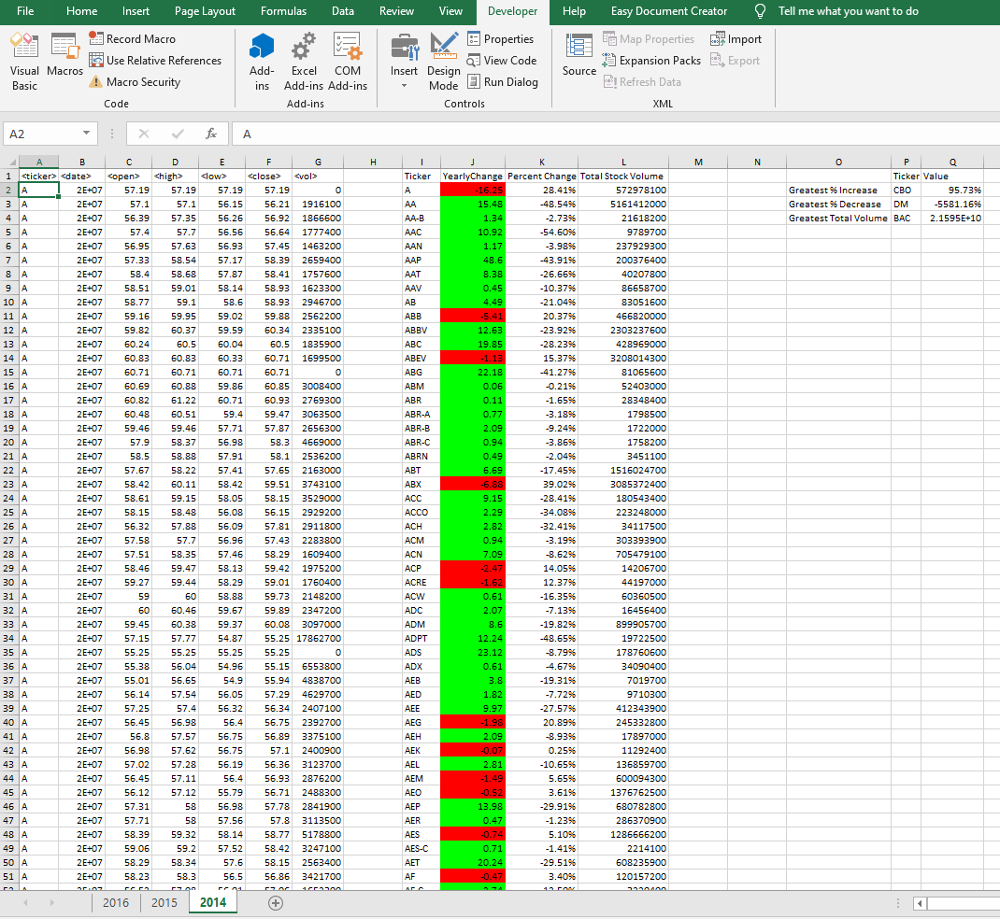 File Home Insert Page Layout Formulas Data Review View Developer Help Easy Document Creator Tell me what you want to do
Record Macro Properties Map Properties Import
Use Relative References View Code Expansion Packs Export
Visual Basic Macros Add-ins Excel Add-ins COM Add-ins Insert Design Mode Source
Macro Security Run Dialog Refresh Data
Code Add-ins Controls XML
A2 fx A
A B C D E F G H I J K L M N O P Q
1 <ticker> <date> <open> <high> <low> <close> <vol> Ticker YearlyChange Percent Change Total Stock Volume Ticker Value
2 A 2E+07 57.19 57.19 57.19 57.19 0 A -16.25 28.41% 572978100 Greatest % Increase CBO 95.73%
3 A 2E+07 57.1 57.1 56.15 56.21 1916100 AA 15.48 -48.54% 5161412000 Greatest % Decrease DM -5581.16%
4 A 2E+07 56.39 57.35 56.26 56.92 1866600 AA-B 1.34 -2.73% 21618200 Greatest Total Volume BAC 2.1595E+10
5 A 2E+07 57.4 57.7 56.56 56.64 1777400 AAC 10.92 -54.60% 9789700
6 A 2E+07 56.95 57.63 56.93 57.45 1463200 AAN 1.17 -3.98% 237929300
7 A 2E+07 57.33 58.54 57.17 58.39 2659400 AAP 48.6 -43.91% 200376400
8 A 2E+07 58.4 58.68 57.87 58.41 1757600 AAT 8.38 -26.66% 40207800
9 A 2E+07 58.51 59.01 58.14 58.93 1623300 AAV 0.45 -10.37% 86658700
10 A 2E+07 58.77 59.1 58.6 58.93 2946700 AB 4.49 -21.04% 83051600
11 A 2E+07 59.16 59.95 59.02 59.88 2562200 ABB -5.41 20.37% 466820000
12 A 2E+07 59.82 60.37 59.59 60.34 2335100 ABBV 12.63 -23.92% 2303237600
13 A 2E+07 60.24 60.5 60.04 60.5 1835900 ABC 19.85 -28.23% 428969000
14 A 2E+07 60.83 60.83 60.33 60.71 1699500 ABEV -1.13 15.37% 3208014300
15 A 2E+07 60.71 60.71 60.71 60.71 0 ABG 22.18 -41.27% 81065600
16 A 2E+07 60.69 60.88 59.86 60.85 3008400 ABM 0.06 -0.21% 52403000
17 A 2E+07 60.82 61.22 60.71 60.93 2769300 ABR 0.11 -1.65% 28348400
18 A 2E+07 60.48 60.51 59.4 59.47 3063500 ABR-A 0.77 -3.18% 1798500
19 A 2E+07 59.46 59.46 57.71 57.87 2656300 ABR-B 2.09 -9.24% 1722000
20 A 2E+07 57.9 58.37 56.98 58.3 4669000 ABR-C 0.94 -3.86% 1758200
21 A 2E+07 58.5 58.88 57.91 58.1 2536200 ABRN 0.49 -2.04% 3451100
22 A 2E+07 57.67 58.22 57.41 57.65 2163000 ABT 6.69 -17.45% 1516024700
23 A 2E+07 58.42 60.11 58.42 59.51 3743100 ABX -6.88 39.02% 3085372400
24 A 2E+07 58.61 59.15 58.05 58.15 3529000 ACC 9.15 -28.41% 180543400
25 A 2E+07 58.15 58.48 56.08 56.15 2929200 ACCO 2.29 -34.08% 223248000
26 A 2E+07 56.32 57.88 56.09 57.81 2911800 ACH 2.82 -32.41% 34117500
27 A 2E+07 57.58 57.7 56.96 57.43 2283800 ACM 0.94 -3.19% 303393900
28 A 2E+07 57.51 58.35 57.46 58.29 1609400 ACN 7.09 -8.62% 705479100
29 A 2E+07 58.46 59.47 58.13 59.42 1975200 ACP -2.47 14.05% 14206700
30 A 2E+07 59.27 59.44 58.29 59.01 1760400 ACRE -1.62 12.37% 44197000
31 A 2E+07 59 60 58.88 59.73 2148200 ACW 0.61 -16.35% 60360500
32 A 2E+07 60 60.46 59.67 59.89 2347200 ADC 2.07 -7.13% 16456400
33 A 2E+07 59.45 60.38 59.37 60.08 3097000 ADM 8.6 -19.82% 899905700
34 A 2E+07 57.15 57.77 54.87 55.25 17862700 ADPT 12.24 -48.65% 19722500
35 A 2E+07 55.25 55.25 55.25 55.25 0 ADS 23.12 -8.79% 178760600
36 A 2E+07 55.38 56.04 54.96 55.15 6553800 ADX 0.61 -4.67% 34090400
37 A 2E+07 55.01 56.65 54.9 55.94 4838700 AEB 3.8 -19.31% 7019700
38 A 2E+07 56.14 57.54 56.05 57.29 4629700 AED 1.82 -7.72% 9710300
39 A 2E+07 57.25 57.4 56.32 56.34 2407100 AEE 9.97 -27.57% 412343900
40 A 2E+07 56.45 56.98 56.4 56.75 2392700 AEG -1.98 20.89% 245332800
41 A 2E+07 56.8 57.57 56.75 56.89 3375100 AEH 2.09 -8.93% 17897000
42 A 2E+07 56.98 57.62 56.75 57.1 2400900 AEK -0.07 0.25% 11292400
43 A 2E+07 57.02 57.28 56.19 56.36 3123700 AEL 2.81 -10.65% 136859700
44 A 2E+07 56.45 57.11 56.4 56.93 2876200 AEM -1.49 5.65% 600094300
45 A 2E+07 56.12 57.12 55.79 56.71 2488300 AEO -0.52 3.61% 1376762500
46 A 2E+07 57.31 58 56.98 57.78 2841900 AEP 13.98 -29.91% 680782800
47 A 2E+07 57.71 58 57.56 57.8 3113500 AER 0.47 -1.23% 286370900
48 A 2E+07 58.39 59.32 58.14 58.77 5178800 AES -0.74 5.10% 1286666200
49 A 2E+07 59.06 59.2 57.52 58.42 3247100 AES-C 0.71 -1.41% 2214100
50 A 2E+07 58.29 58.34 57.6 58.15 2563400 AET 20.24 -29.51% 608235900
51 A 2E+07 58.23 58.3 56.5 56.86 3421700 AF -0.47 3.40% 120157200
2016 2015 2014